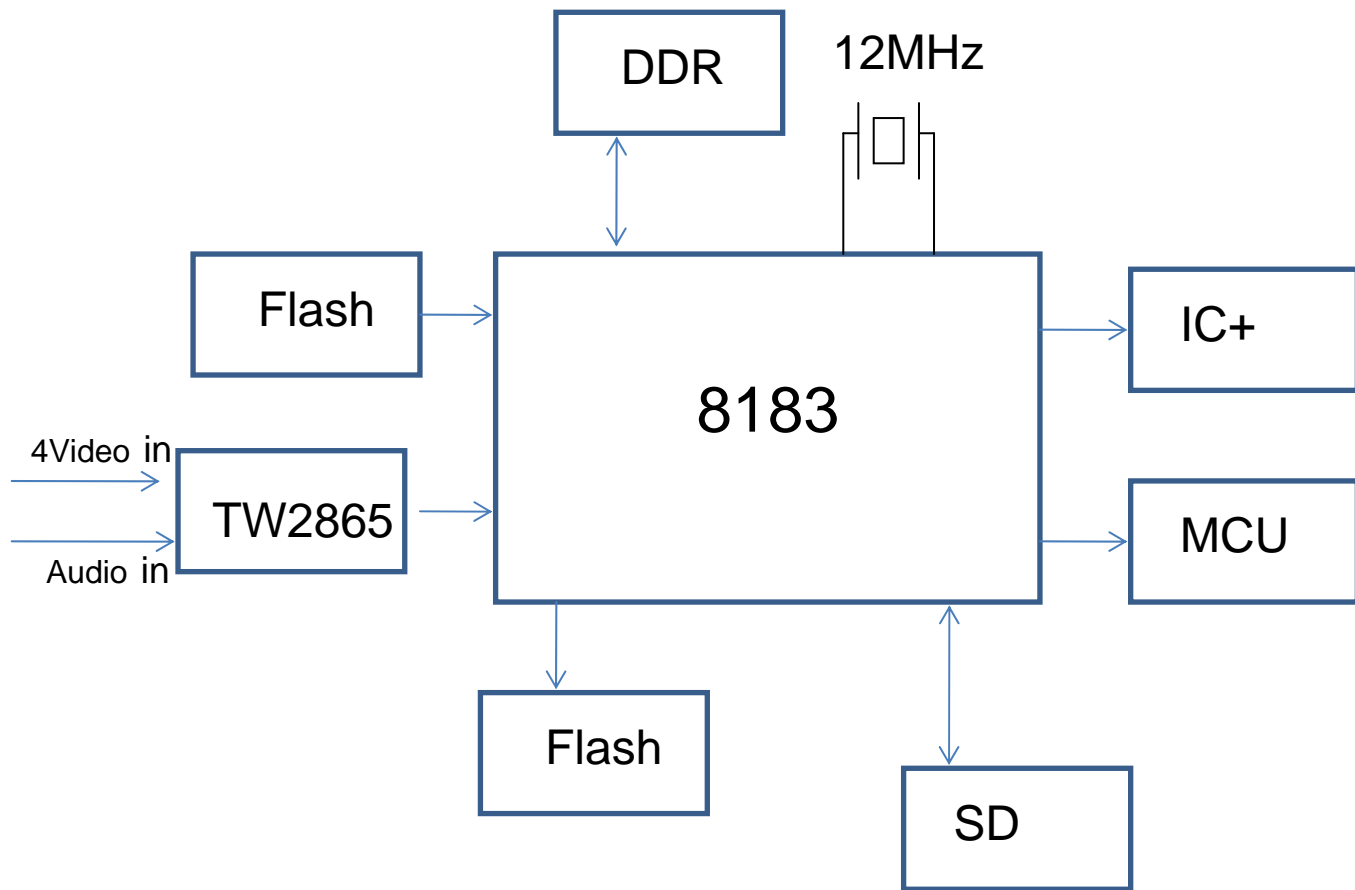 DDR
12MHz
Flash
IC+
8183
4Video in
TW2865
MCU
Audio in
Flash
SD